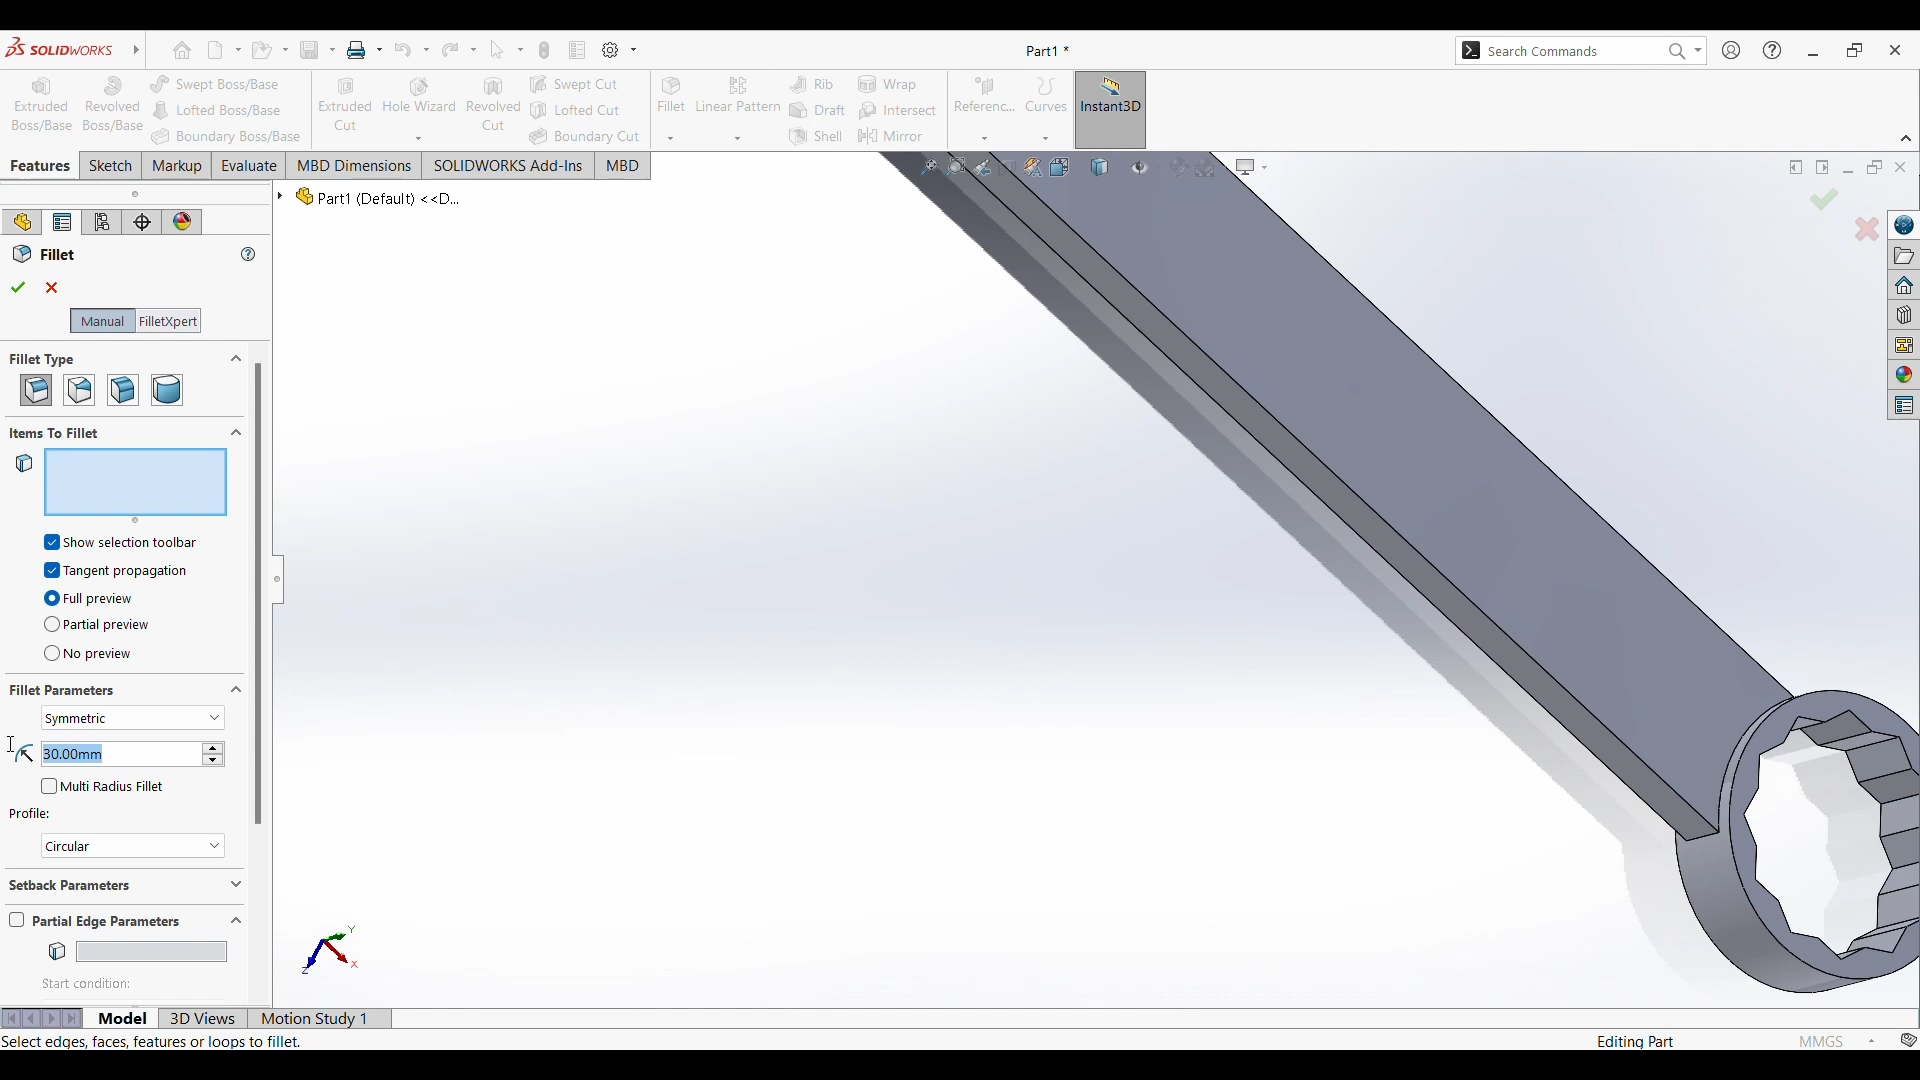 SOLIDWORKS
Part1 *
Search Commands
Extruded Boss/Base
Revolved Boss/Base
Swept Boss/Base
Lofted Boss/Base
Boundary Boss/Base
Extruded Cut
Hole Wizard
Revolved Cut
Swept Cut
Lofted Cut
Boundary Cut
Fillet
Linear Pattern
Rib
Draft
Shell
Wrap
Intersect
Mirror
Referenc...
Curves
Instant3D
Features
Sketch
Markup
Evaluate
MBD Dimensions
SOLIDWORKS Add-Ins
MBD
Part1 (Default) <<D...
Fillet
Manual
FilletXpert
Fillet Type
Items To Fillet
Show selection toolbar
Tangent propagation
Full preview
Partial preview
No preview
Fillet Parameters
Symmetric
30.00mm
Multi Radius Fillet
Profile:
Circular
Setback Parameters
Partial Edge Parameters
Start condition:
Y
X
Z
Model
3D Views
Motion Study 1
Select edges, faces, features or loops to fillet.
Editing Part
MMGS